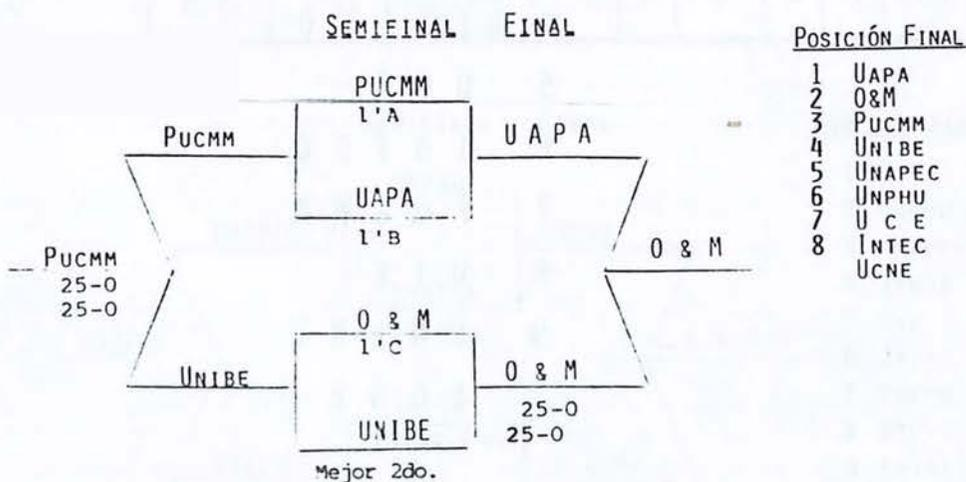 SEMIFINAL FINAL
POSICIÓN FINAL
1 UAPA
2 O&M
3 PUCMM
4 UNIBE
5 UNAPEC
6 UNPHU
7 U C E
8 INTEC
UCNE
PUCMM
1'A
PUCMM
U A P A
UAPA
1'B
PUCMM
25-0
25-0
O & M
O & M
1'C
UNIBE
O & M
25-0
25-0
UNIBE
Mejor 2do.